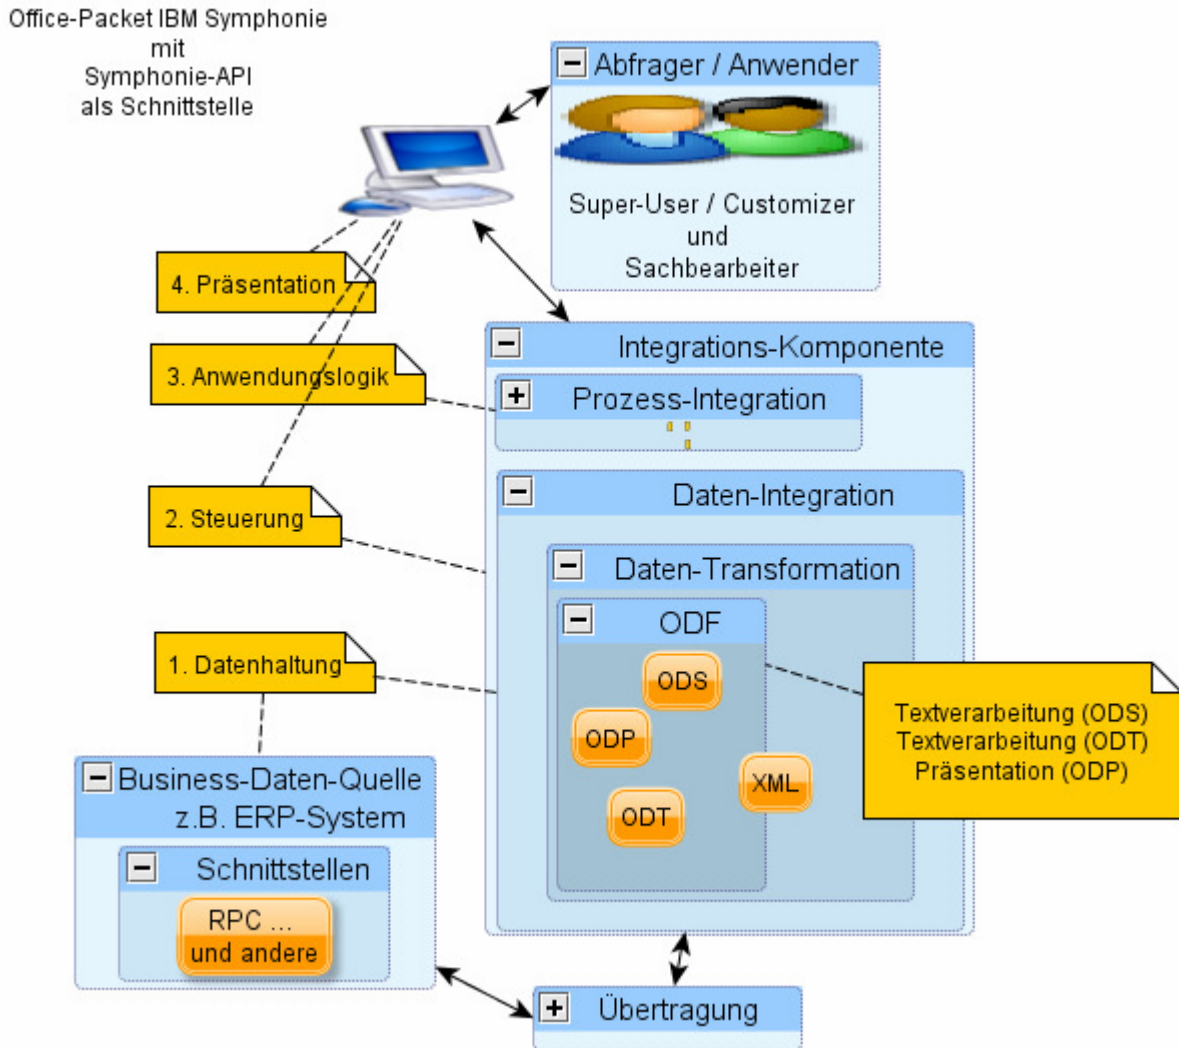 Office-Packet IBM Symphonie
mit
Symphonie-API
als Schnittstelle
Abfrager / Anwender
Super-User / Customizer
und
Sachbearbeiter
4. Präsentation
3. Anwendungslogik
2. Steuerung
1. Datenhaltung
Integrations-Komponente
Prozess-Integration
Daten-Integration
Daten-Transformation
ODF
ODS
ODP
XML
ODT
Textverarbeitung (ODS)
Textverarbeitung (ODT)
Präsentation (ODP)
Business-Daten-Quelle
z.B. ERP-System
Schnittstellen
RPC ...
und andere
Übertragung